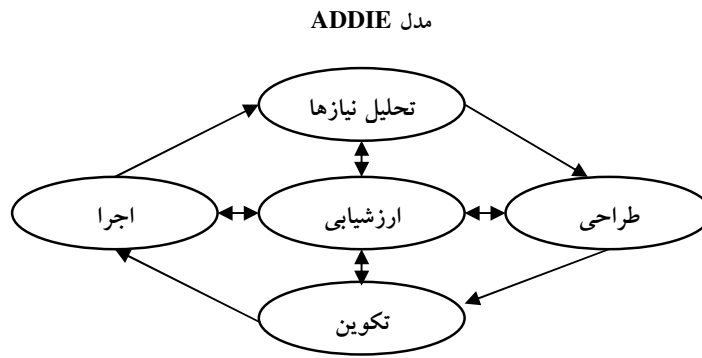 مدل ADDIE
تحلیل نیازها
طراحی
ارزشیابی
اجرا
تکوین